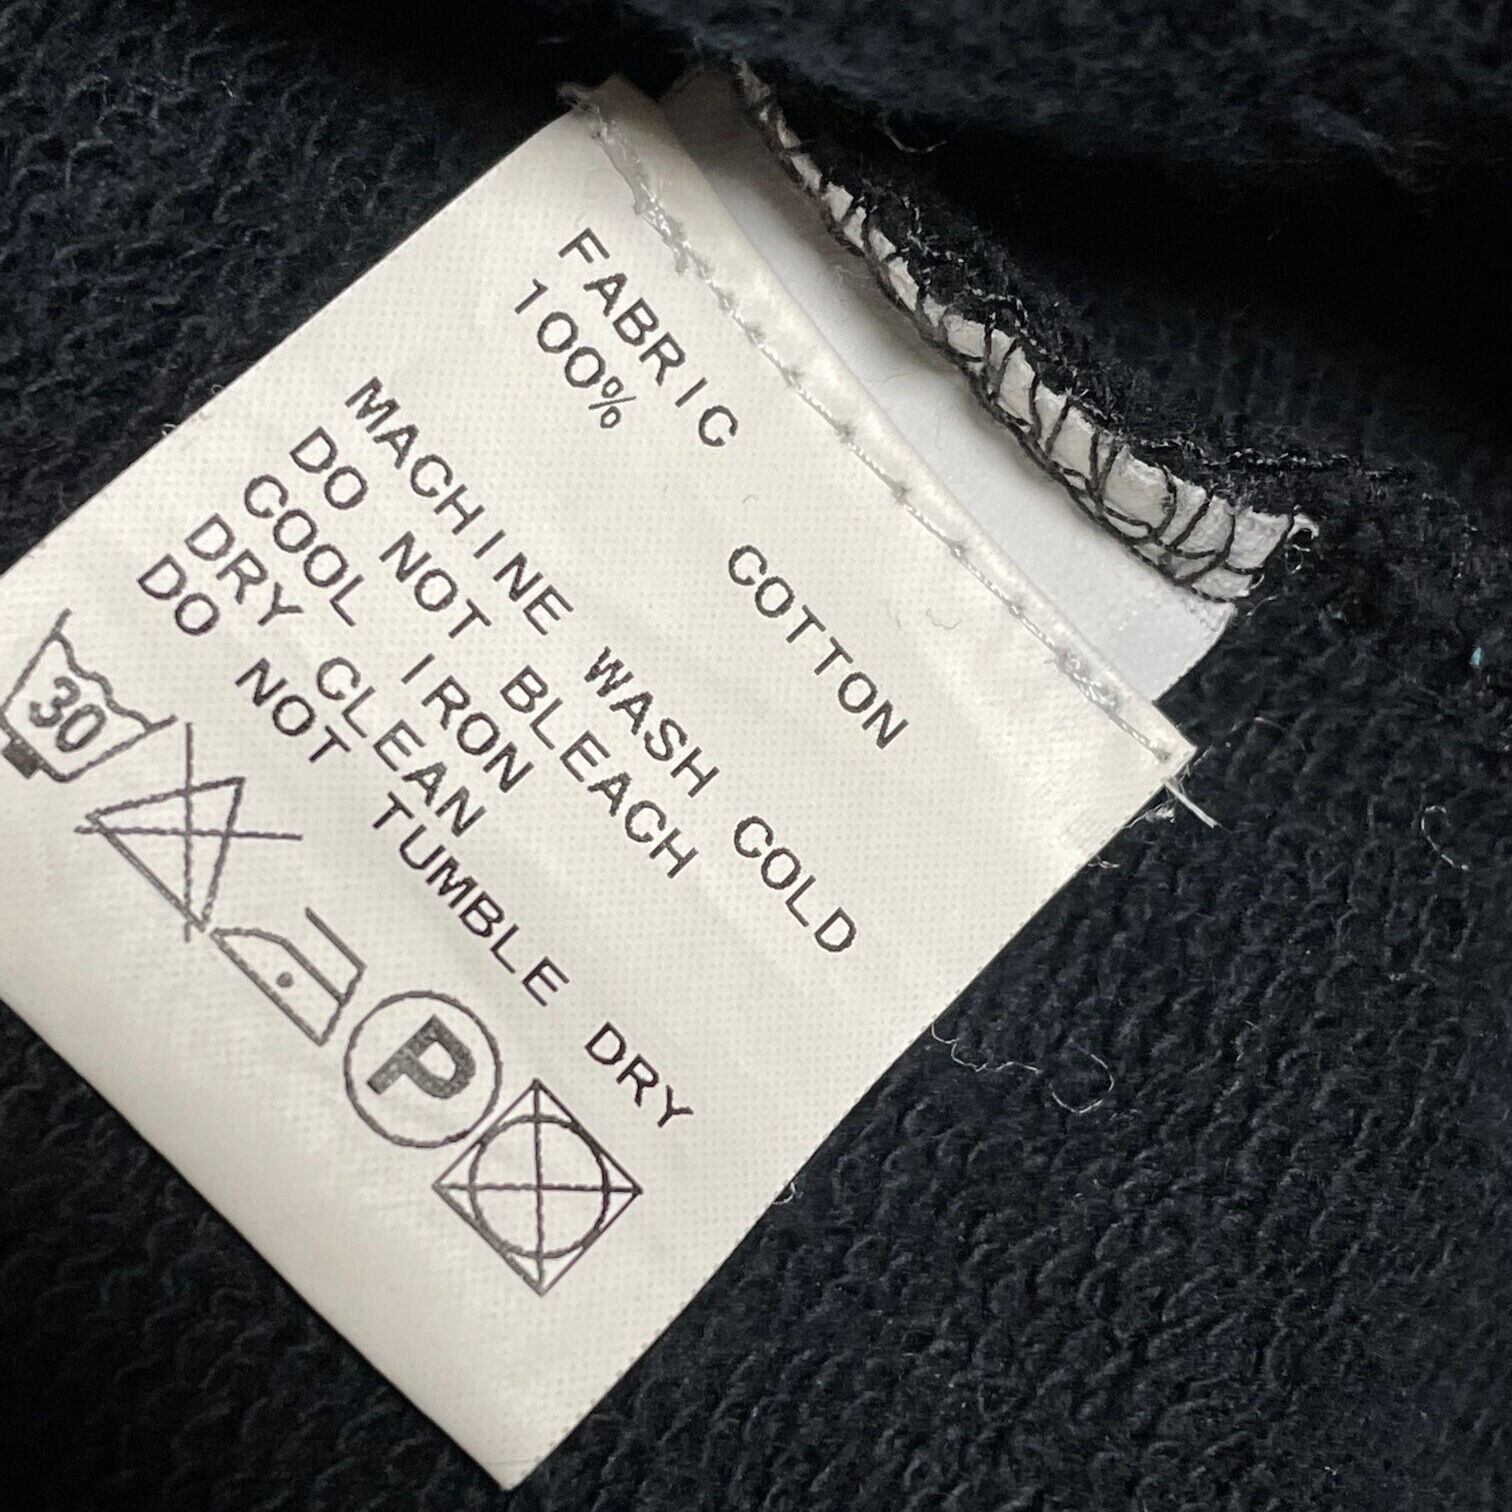 FABRIC
100% COTTON
MACHINE WASH COLD
DO NOT BLEACH
COOL IRON
DRY CLEAN
DO NOT TUMBLE DRY
30
P